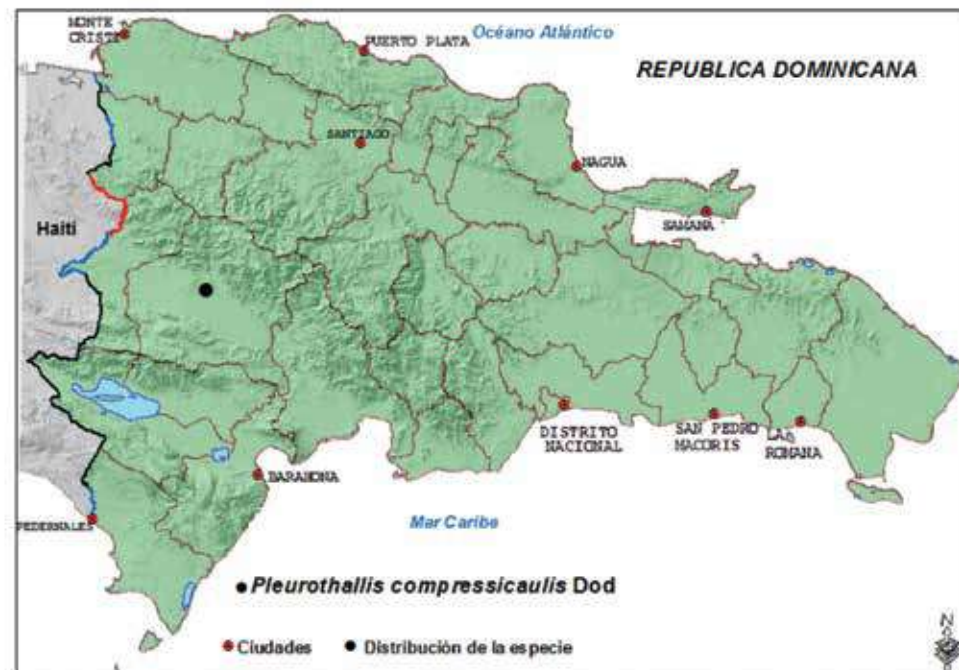 MONTE
CRISTI
PUERTO PLATA
Océano Atlántico
REPUBLICA DOMINICANA
SANTIAGO
NAGUA
SAMANA
Haiti
DISTRITO
NACIONAL
SAN PEDRO
MACORIS
LA
ROMANA
BARAHONA
PEDERNALES
Mar Caribe
Pleurothallis compressicaulis Dod
Ciudades
Distribución de la especie
N